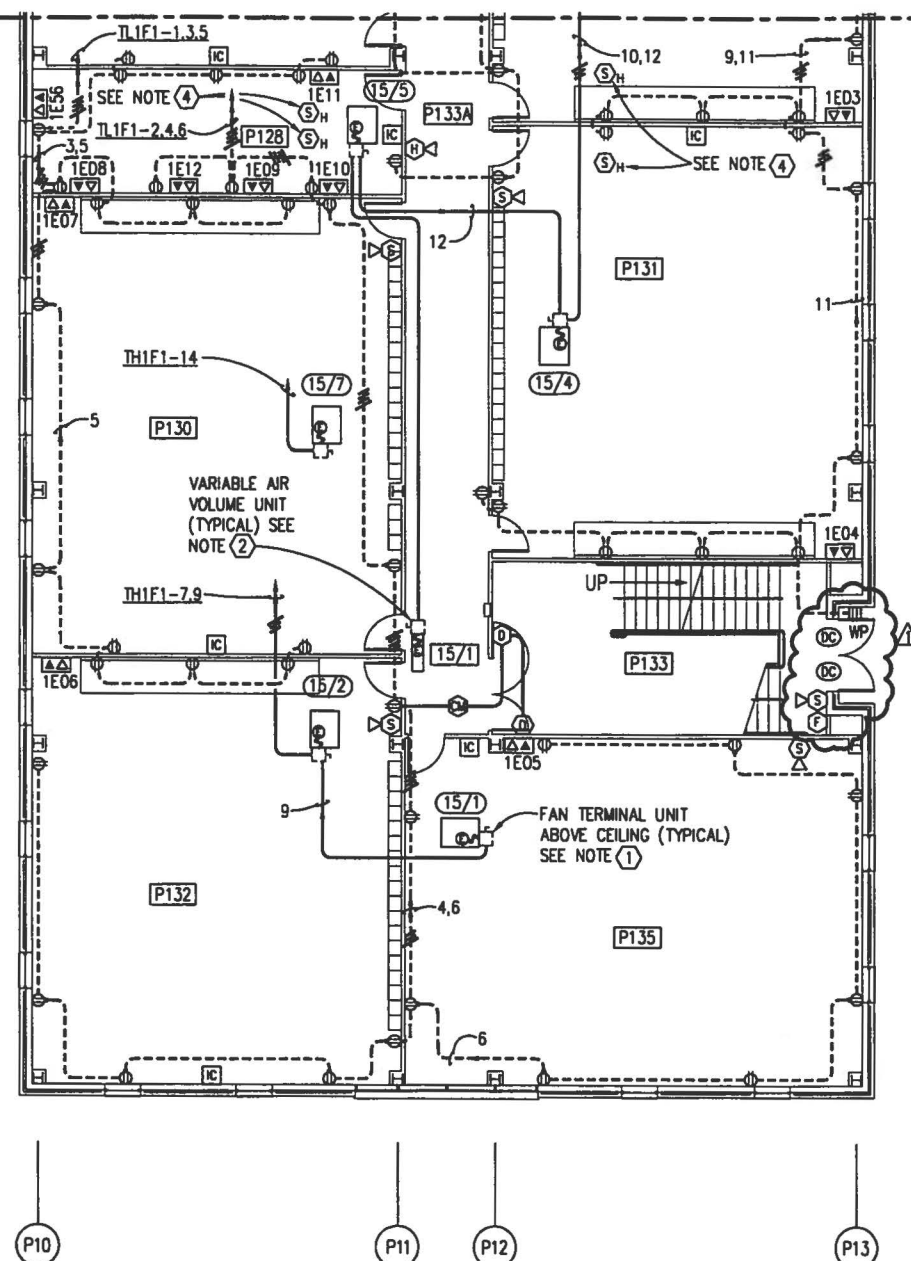 TL1F1-1,3,5
IC
10,12
9,11
1E56
SEE NOTE 4
1E11
15/5
P133A
S H
1E03
TL1F1-2,4,6
P128
S H
S H
IC
H
IC
SEE NOTE 4
S H
3,5
1E08
1E12
1E09
1E10
1E07
S
12
S
P131
11
TH1F1-14
15/7
15/4
5
P130
VARIABLE AIR
VOLUME UNIT
(TYPICAL) SEE
NOTE 2
1E04
TH1F1-7,9
UP
IC
D
DC
WP
1
15/1
P133
DC
1E06
15/2
S
CM
D
S
F
IC
1E05
S
9
15/1
FAN TERMINAL UNIT
ABOVE CEILING (TYPICAL)
SEE NOTE 1
P132
4,6
P135
6
IC
P10
P11
P12
P13